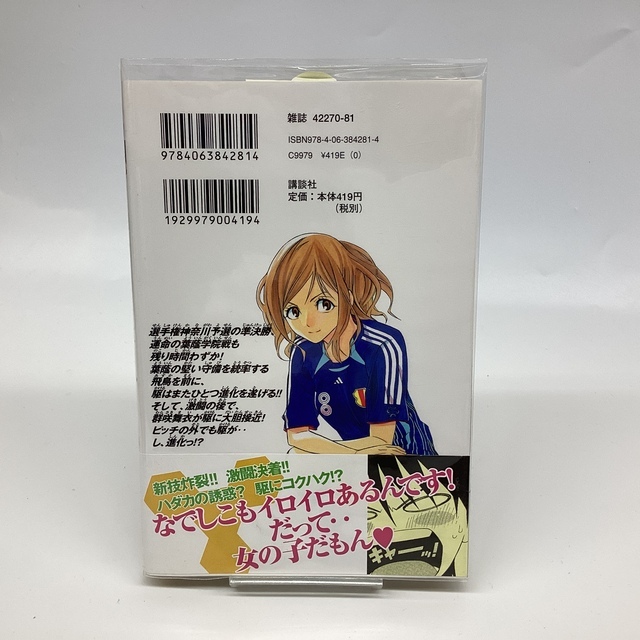 9784063842814
雑誌 42270-81
ISBN978-4-06-384281-4
C9979 ¥419E (0)
1929979004194
講談社
定価:本体419円
(税別)
選手権神奈川予選の準決勝、
運命の葉蔭学院戦も
残り時間わずか!
葉蔭の堅い守備を統率する
飛鳥を前に、
駆はまたひとつ進化を遂げる!!
そして、激闘の後で、
群咲舞衣が駆に大胆接近!
ピッチの外でも駆が‥
し、進化っ!?
8
新技炸裂!! 激闘決着!!
ハダカの誘惑? 駆にコクハク!?
なでしこもイロイロあるんです!
だって‥
女の子だもん♥
キャーッ!